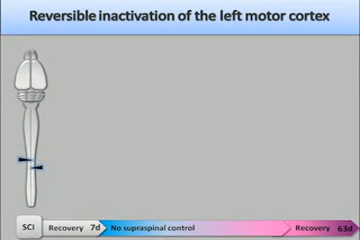 Reversible inactivation of the left motor cortex
SCI Recovery 7d No supraspinal control Recovery 63d